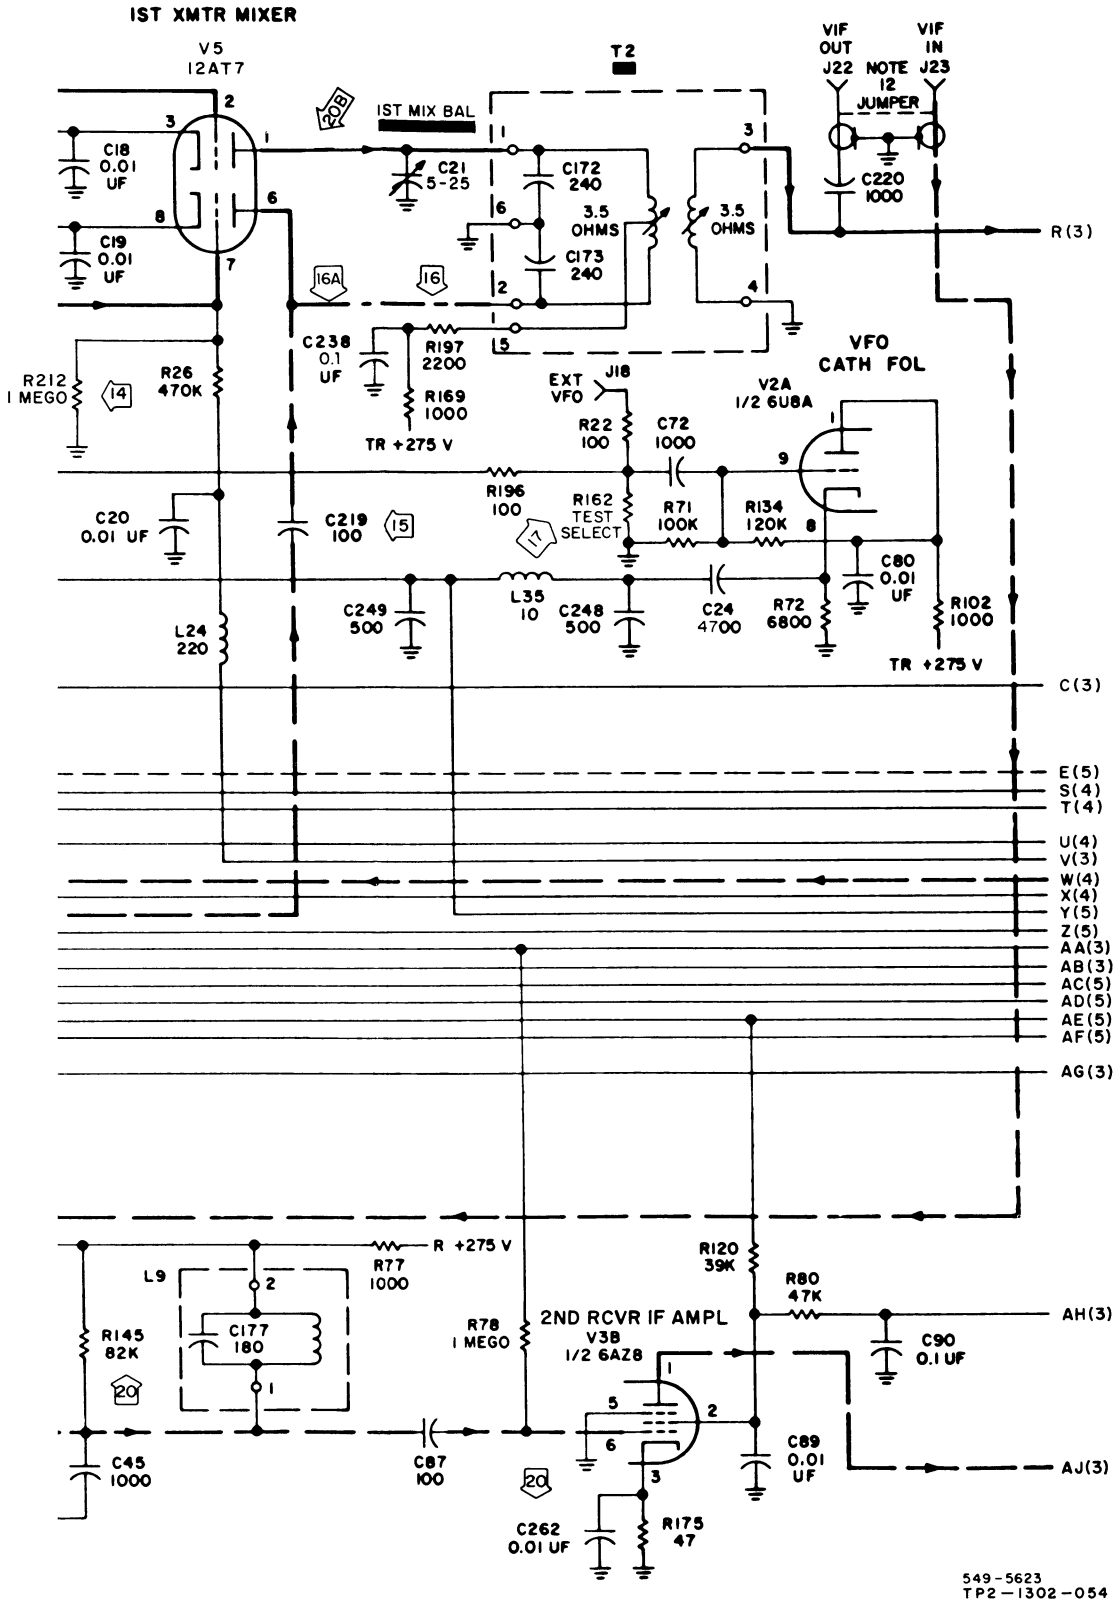 IST XMTR MIXER
V5
12AT7
2
3
1
8
6
7
C18
0.01
UF
C19
0.01
UF
20B
IST MIX BAL
C21
5-25
T2
1
C172
240
6
C173
240
2
5
3.5
OHMS
3.5
OHMS
3
4
VIF
OUT
J22
NOTE
12
JUMPER
VIF
IN
J23
C220
1000
R(3)
16A
16
C238
0.1
UF
R197
2200
R169
1000
TR +275 V
R212
1 MEGO
14
R26
470K
EXT
VFO
J18
R22
100
C72
1000
VFO
CATH FOL
V2A
1/2 6U8A
1
9
8
R196
100
R162
TEST
SELECT
17
R71
100K
R134
120K
C20
0.01 UF
C219
100
15
C80
0.01
UF
C249
500
L35
10
C248
500
C24
4700
R72
6800
R102
1000
TR +275 V
L24
220
C(3)
E(5)
S(4)
T(4)
U(4)
V(3)
W(4)
X(4)
Y(5)
Z(5)
AA(3)
AB(3)
AC(5)
AD(5)
AE(5)
AF(5)
AG(3)
R +275 V
R77
1000
L9
2
C177
180
1
R145
82K
20
C45
1000
C87
100
R78
1 MEGO
20
2ND RCVR IF AMPL
V3B
1/2 6AZ8
1
5
2
6
3
R120
39K
R80
47K
AH(3)
C90
0.1 UF
C89
0.01
UF
AJ(3)
C262
0.01 UF
R175
47
549-5623
TP2-1302-054